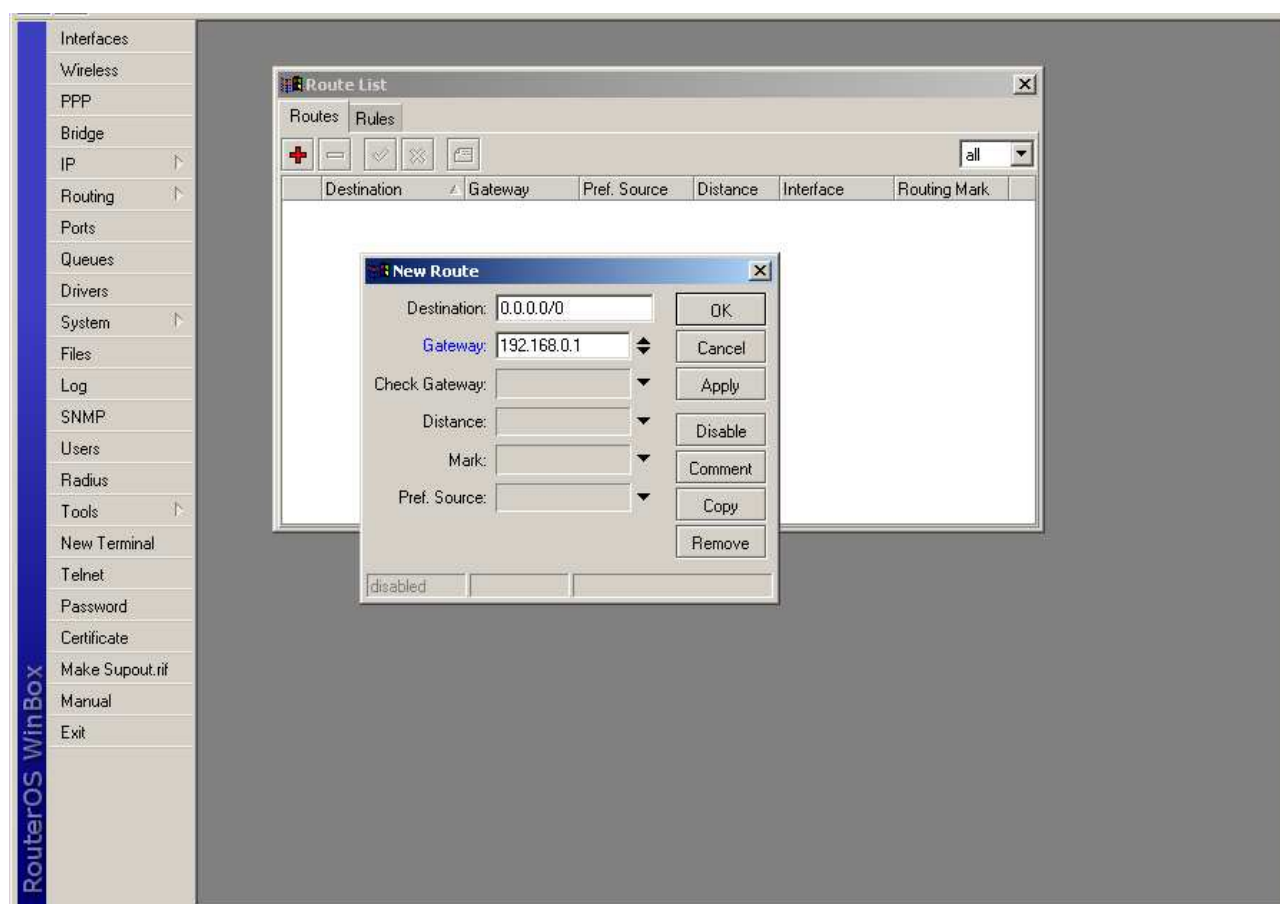 Interfaces
Wireless
PPP
Bridge
IP
Routing
Ports
Queues
Drivers
System
Files
Log
SNMP
Users
Radius
Tools
New Terminal
Telnet
Password
Certificate
Make Supout.rif
Manual
Exit
RouterOS WinBox
Route List
Routes Rules
all
Destination Gateway Pref. Source Distance Interface Routing Mark
New Route
Destination: 0.0.0.0/0 OK
Gateway: 192.168.0.1 Cancel
Check Gateway: Apply
Distance: Disable
Mark: Comment
Pref. Source: Copy
Remove
disabled